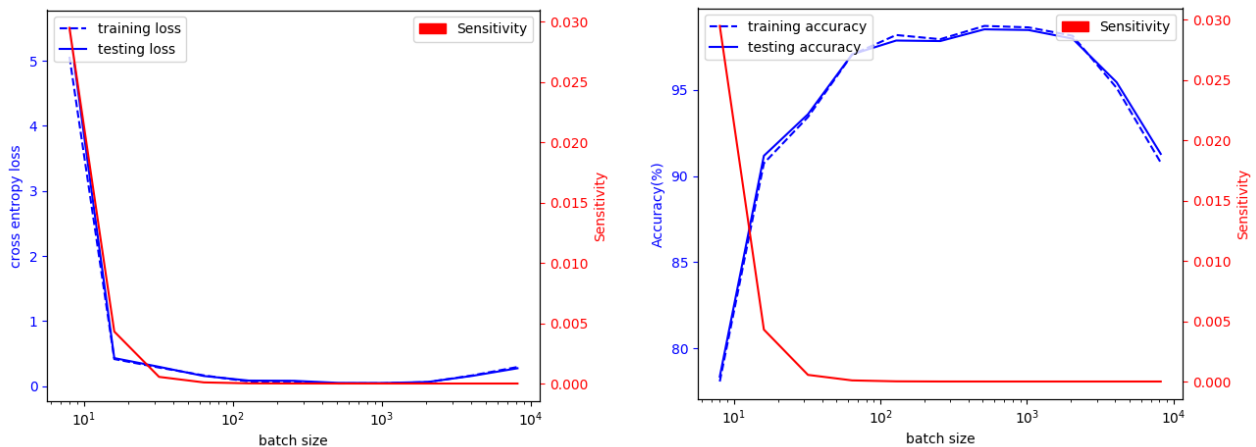 training loss
testing loss
Sensitivity
5
4
3
2
1
0
cross entropy loss
0.030
0.025
0.020
0.015
0.010
0.005
0.000
Sensitivity
10¹
10²
10³
10⁴
batch size
training accuracy
testing accuracy
Sensitivity
95
90
85
80
Accuracy(%)
0.030
0.025
0.020
0.015
0.010
0.005
0.000
Sensitivity
10¹
10²
10³
10⁴
batch size